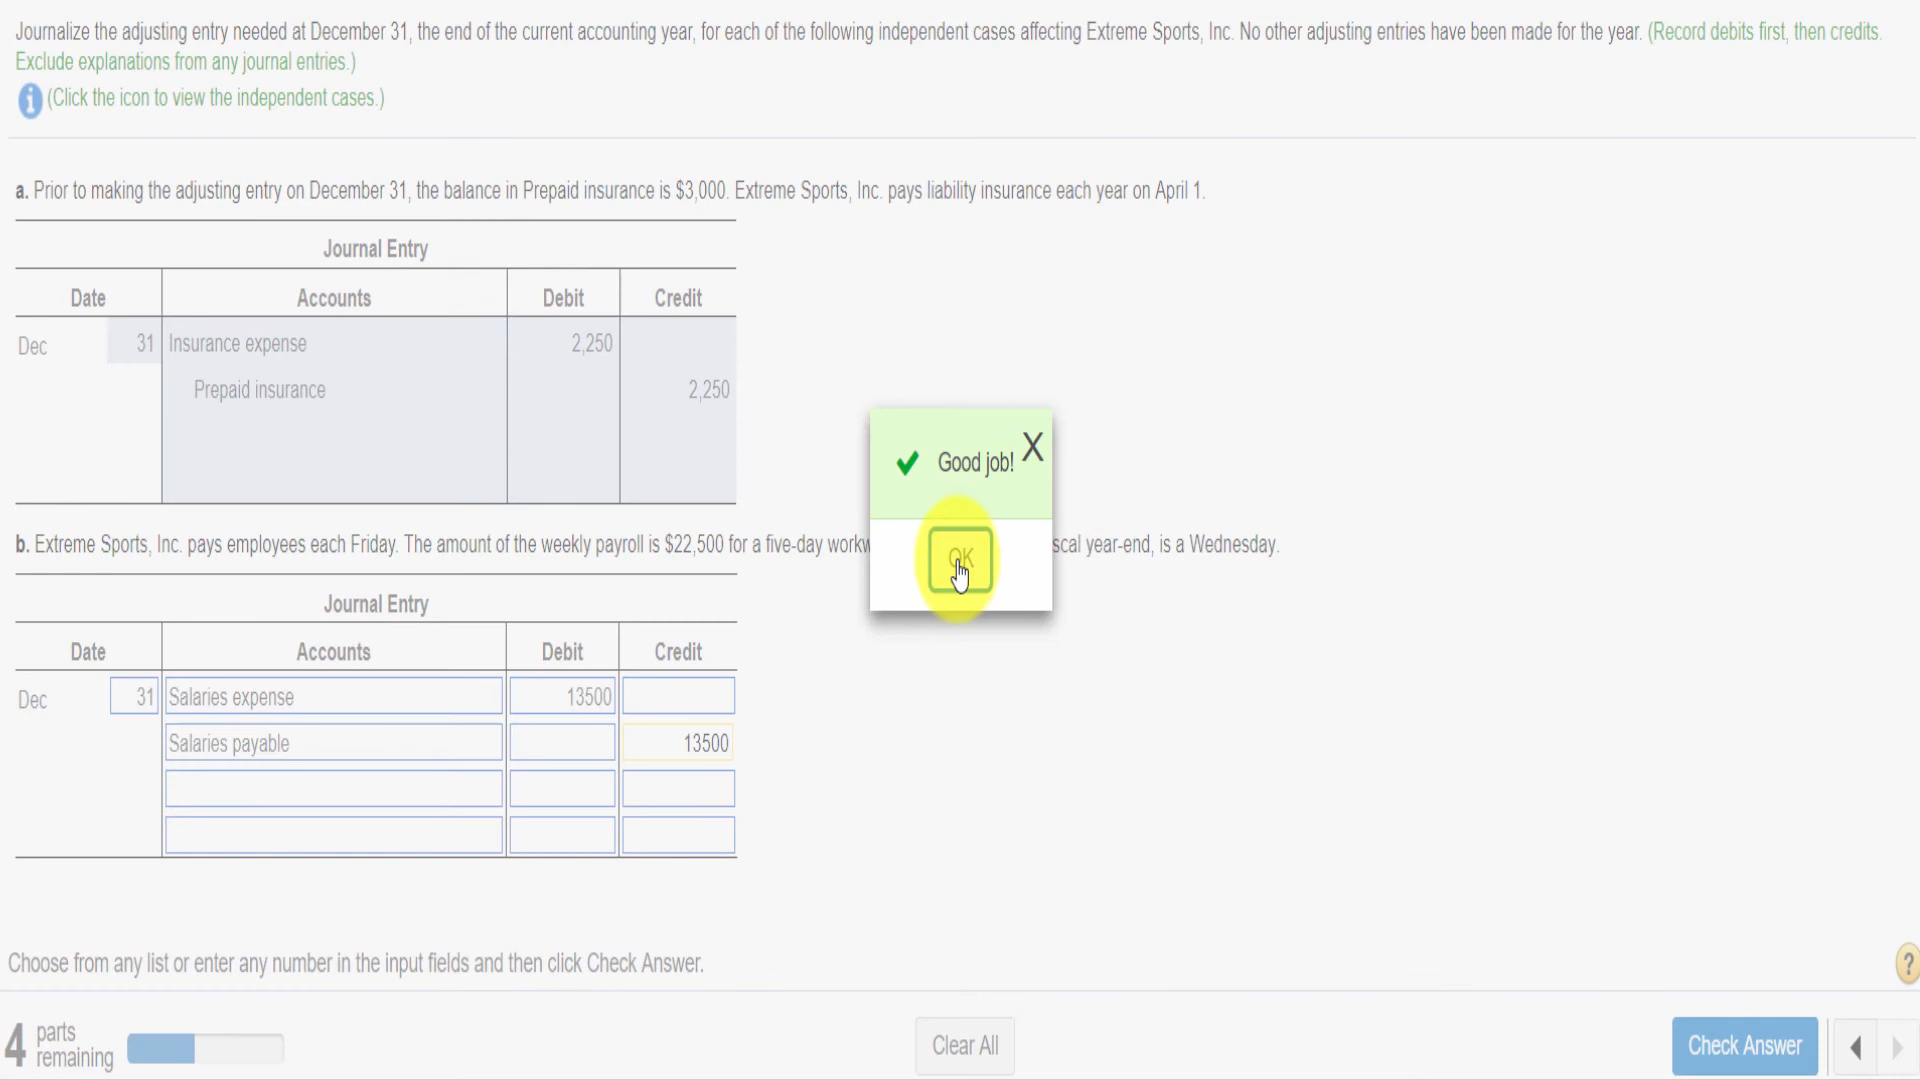 Journalize the adjusting entry needed at December 31, the end of the current accounting year, for each of the following independent cases affecting Extreme Sports, Inc. No other adjusting entries have been made for the year. (Record debits first, then credits.
Exclude explanations from any journal entries.)
(Click the icon to view the independent cases.)
a. Prior to making the adjusting entry on December 31, the balance in Prepaid insurance is $3,000. Extreme Sports, Inc. pays liability insurance each year on April 1.
Journal Entry
Date Accounts Debit Credit
Dec 31 Insurance expense 2,250
Prepaid insurance 2,250
Good job! X
OK
b. Extreme Sports, Inc. pays employees each Friday. The amount of the weekly payroll is $22,500 for a five-day year-end, is a Wednesday.
Journal Entry
Date Accounts Debit Credit
Dec 31 Salaries expense 13500
Salaries payable 13500
Choose from any list or enter any number in the input fields and then click Check Answer.
?
4 parts remaining
Clear All
Check Answer